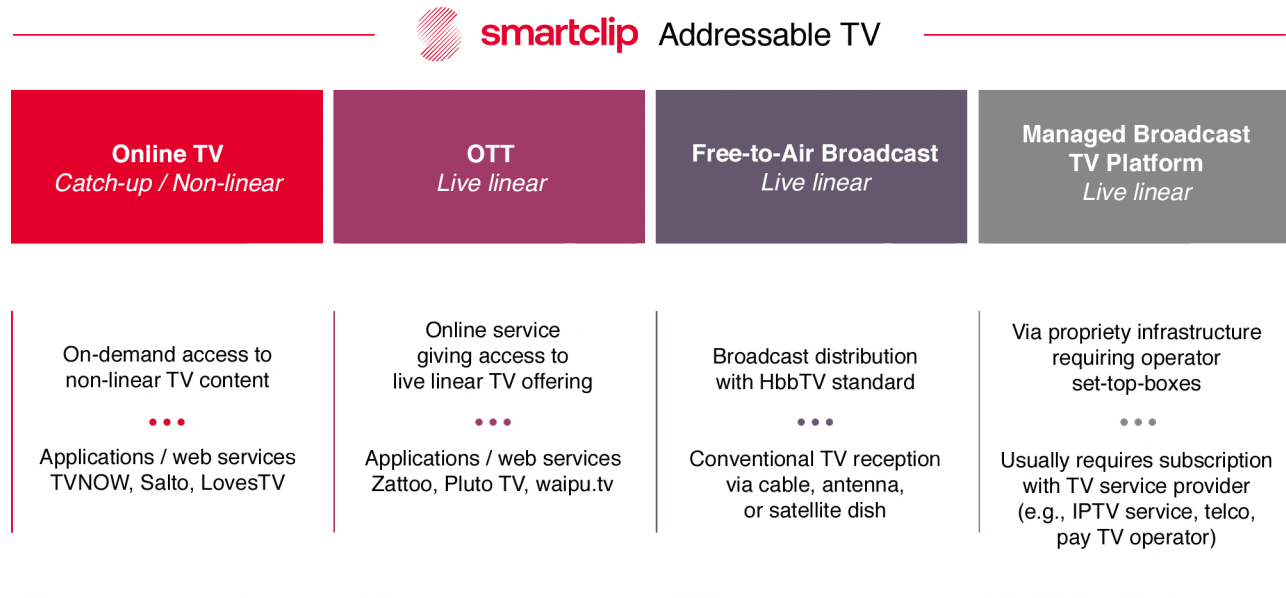 smartclip Addressable TV
Online TV
Catch-up / Non-linear
On-demand access to
non-linear TV content
Applications / web services
TVNOW, Salto, LovesTV
OTT
Live linear
Online service
giving access to
live linear TV offering
Applications / web services
Zattoo, Pluto TV, waipu.tv
Free-to-Air Broadcast
Live linear
Broadcast distribution
with HbbTV standard
Conventional TV reception
via cable, antenna,
or satellite dish
Managed Broadcast
TV Platform
Live linear
Via propriety infrastructure
requiring operator
set-top-boxes
Usually requires subscription
with TV service provider
(e.g., IPTV service, telco,
pay TV operator)